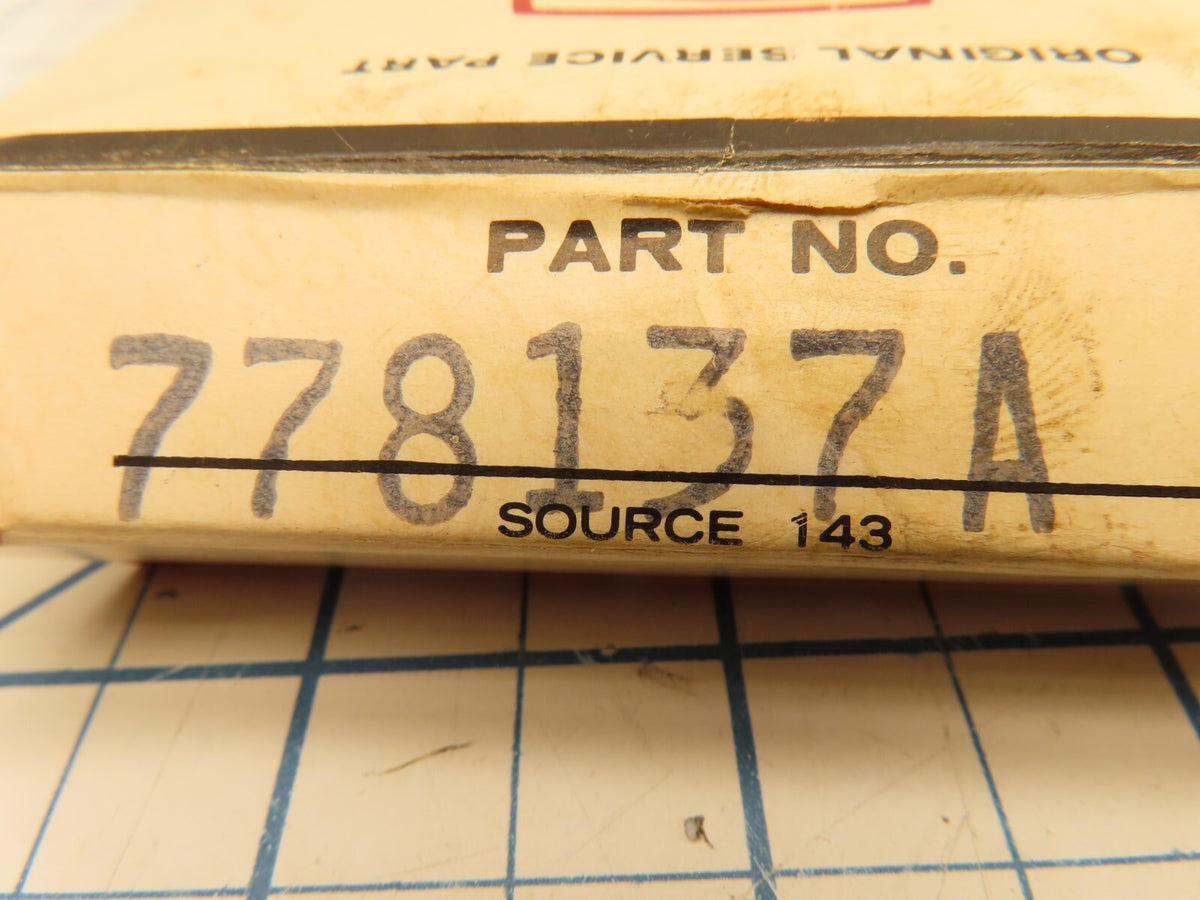 ORIGINAL SERVICE PART
PART NO.
778137A
SOURCE 143